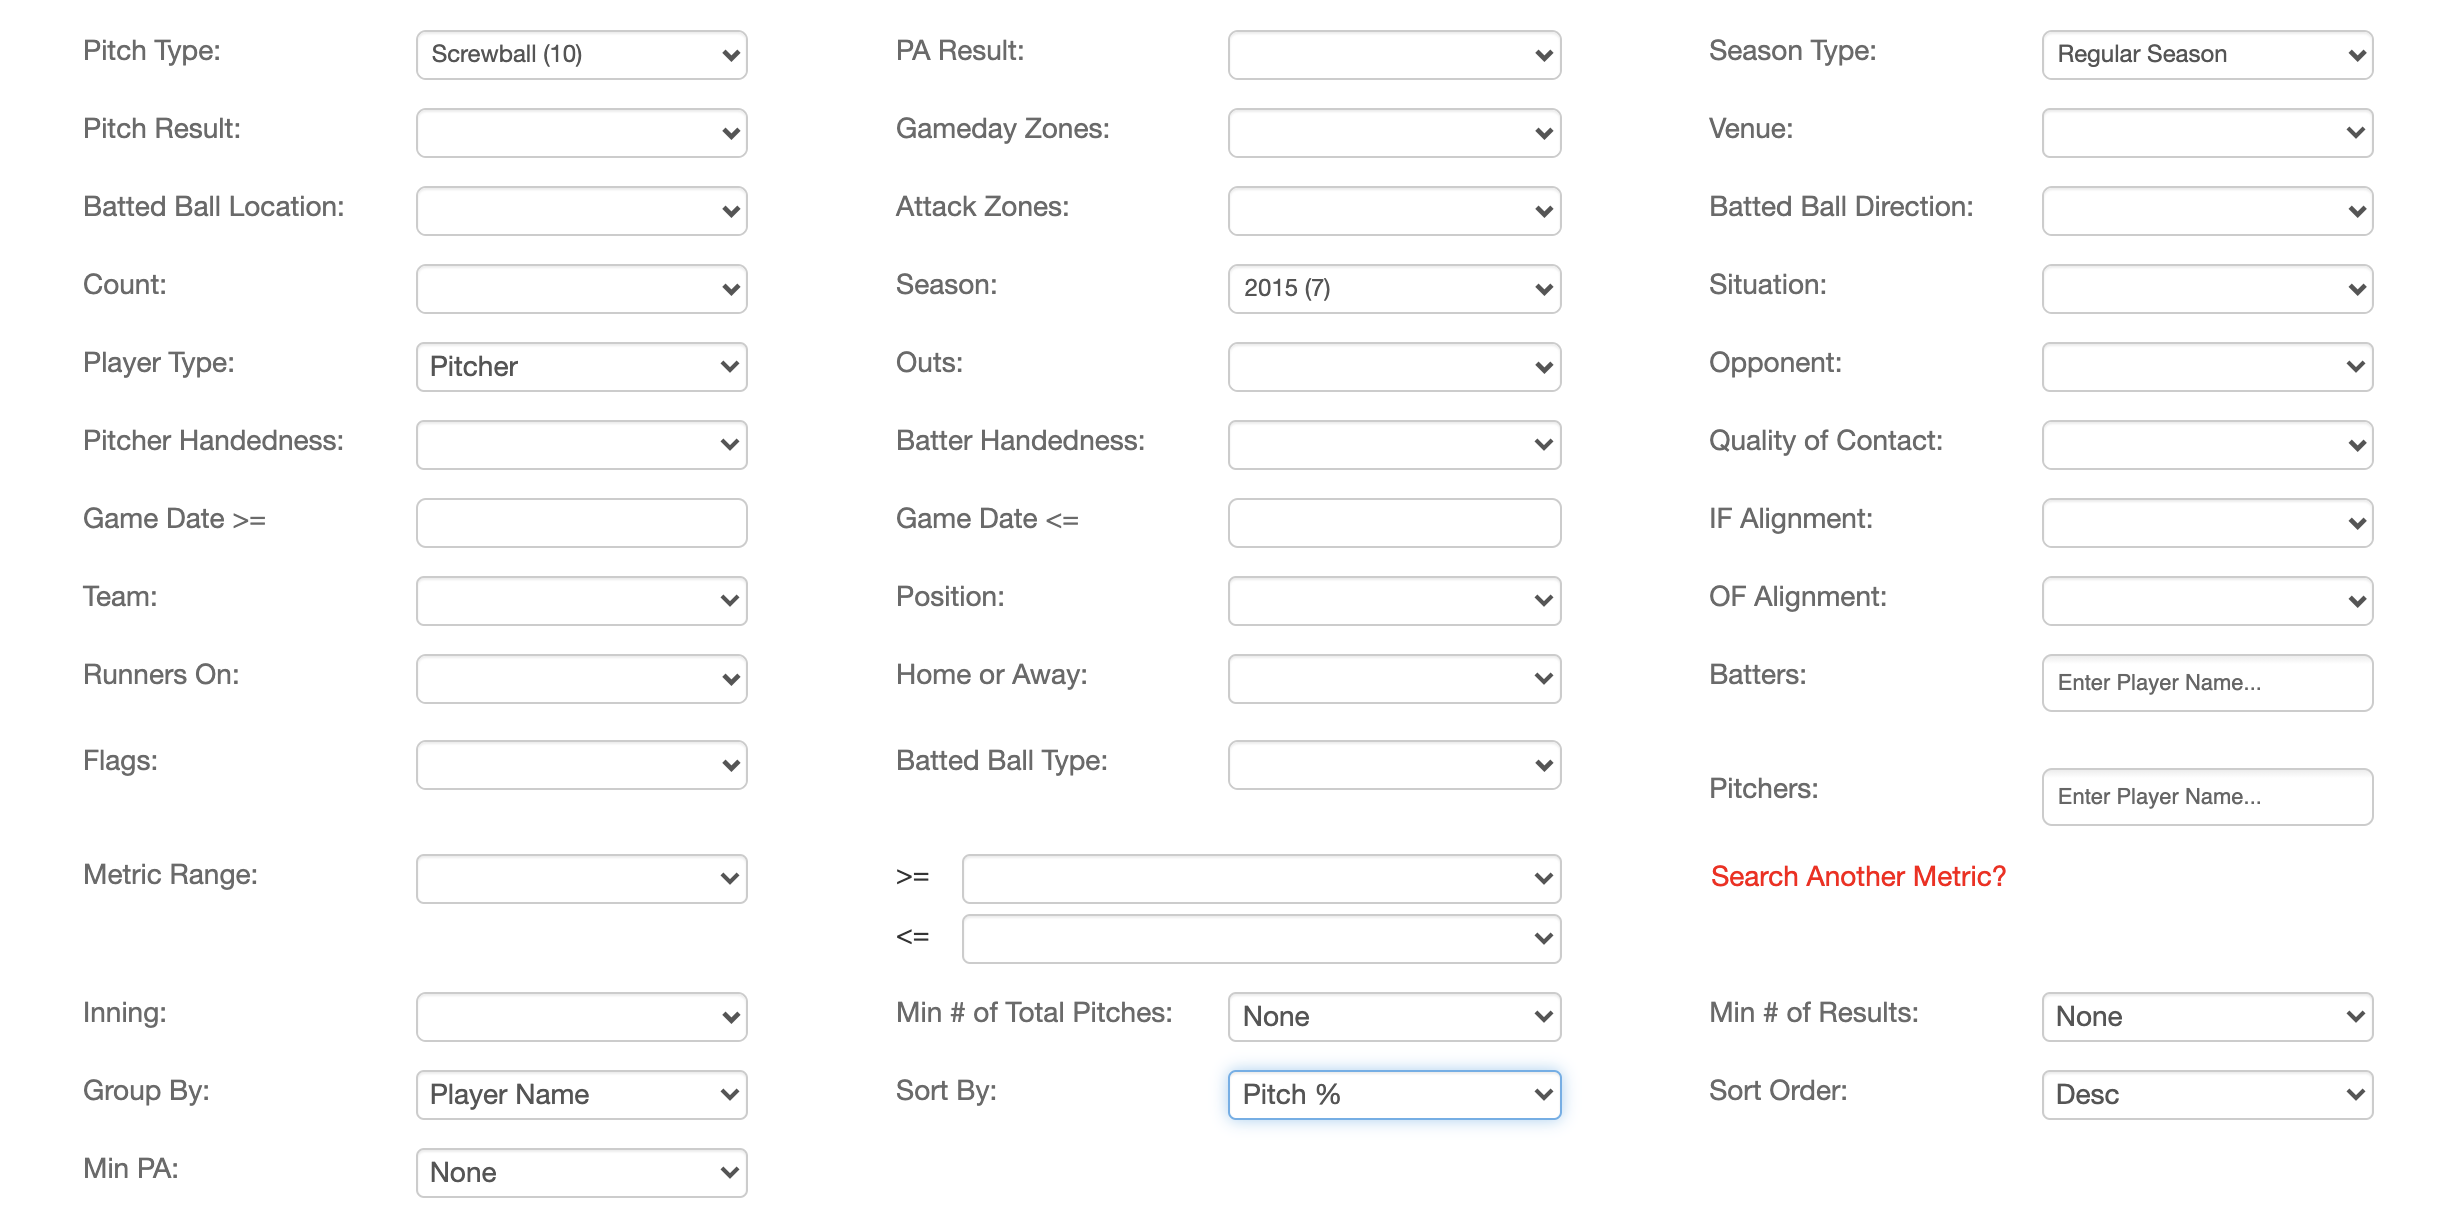 Pitch Type: Screwball (10) PA Result: Season Type: Regular Season
Pitch Result: Gameday Zones: Venue:
Batted Ball Location: Attack Zones: Batted Ball Direction:
Count: Season: 2015 (7) Situation:
Player Type: Pitcher Outs: Opponent:
Pitcher Handedness: Batter Handedness: Quality of Contact:
Game Date >= Game Date <= IF Alignment:
Team: Position: OF Alignment:
Runners On: Home or Away: Batters: Enter Player Name...
Flags: Batted Ball Type:
Pitchers: Enter Player Name...
Metric Range: >= Search Another Metric?
<=
Inning: Min # of Total Pitches: None Min # of Results: None
Group By: Player Name Sort By: Pitch % Sort Order: Desc
Min PA: None